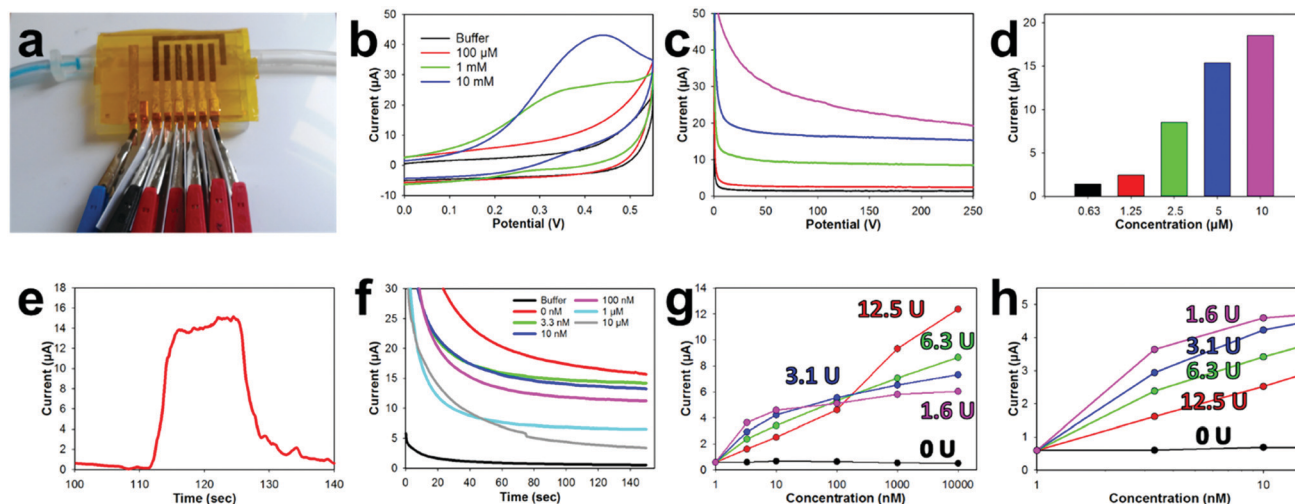 a
b
Current (µA)
50
40
30
20
10
0
-10
Buffer
100 µM
1 mM
10 mM
0.0 0.1 0.2 0.3 0.4 0.5
Potential (V)
c
Current (µA)
50
40
30
20
10
0
0 50 100 150 200 250
Potential (V)
d
Current (µA)
20
15
10
5
0
0.63 1.25 2.5 5 10
Concentration (µM)
e
Current (µA)
18
16
14
12
10
8
6
4
2
0
100 110 120 130 140
Time (sec)
f
Current (µA)
30
25
20
15
10
5
0
Buffer
0 nM
3.3 nM
10 nM
100 nM
1 µM
10 µM
0 20 40 60 80 100 120 140
Time (sec)
g
Current (µA)
14
12
10
8
6
4
2
0
12.5 U
6.3 U
3.1 U
1.6 U
0 U
1 10 100 1000 10000
Concentration (nM)
h
Current (µA)
5
4
3
2
1
0
1.6 U
3.1 U
6.3 U
12.5 U
0 U
1 10
Concentration (nM)